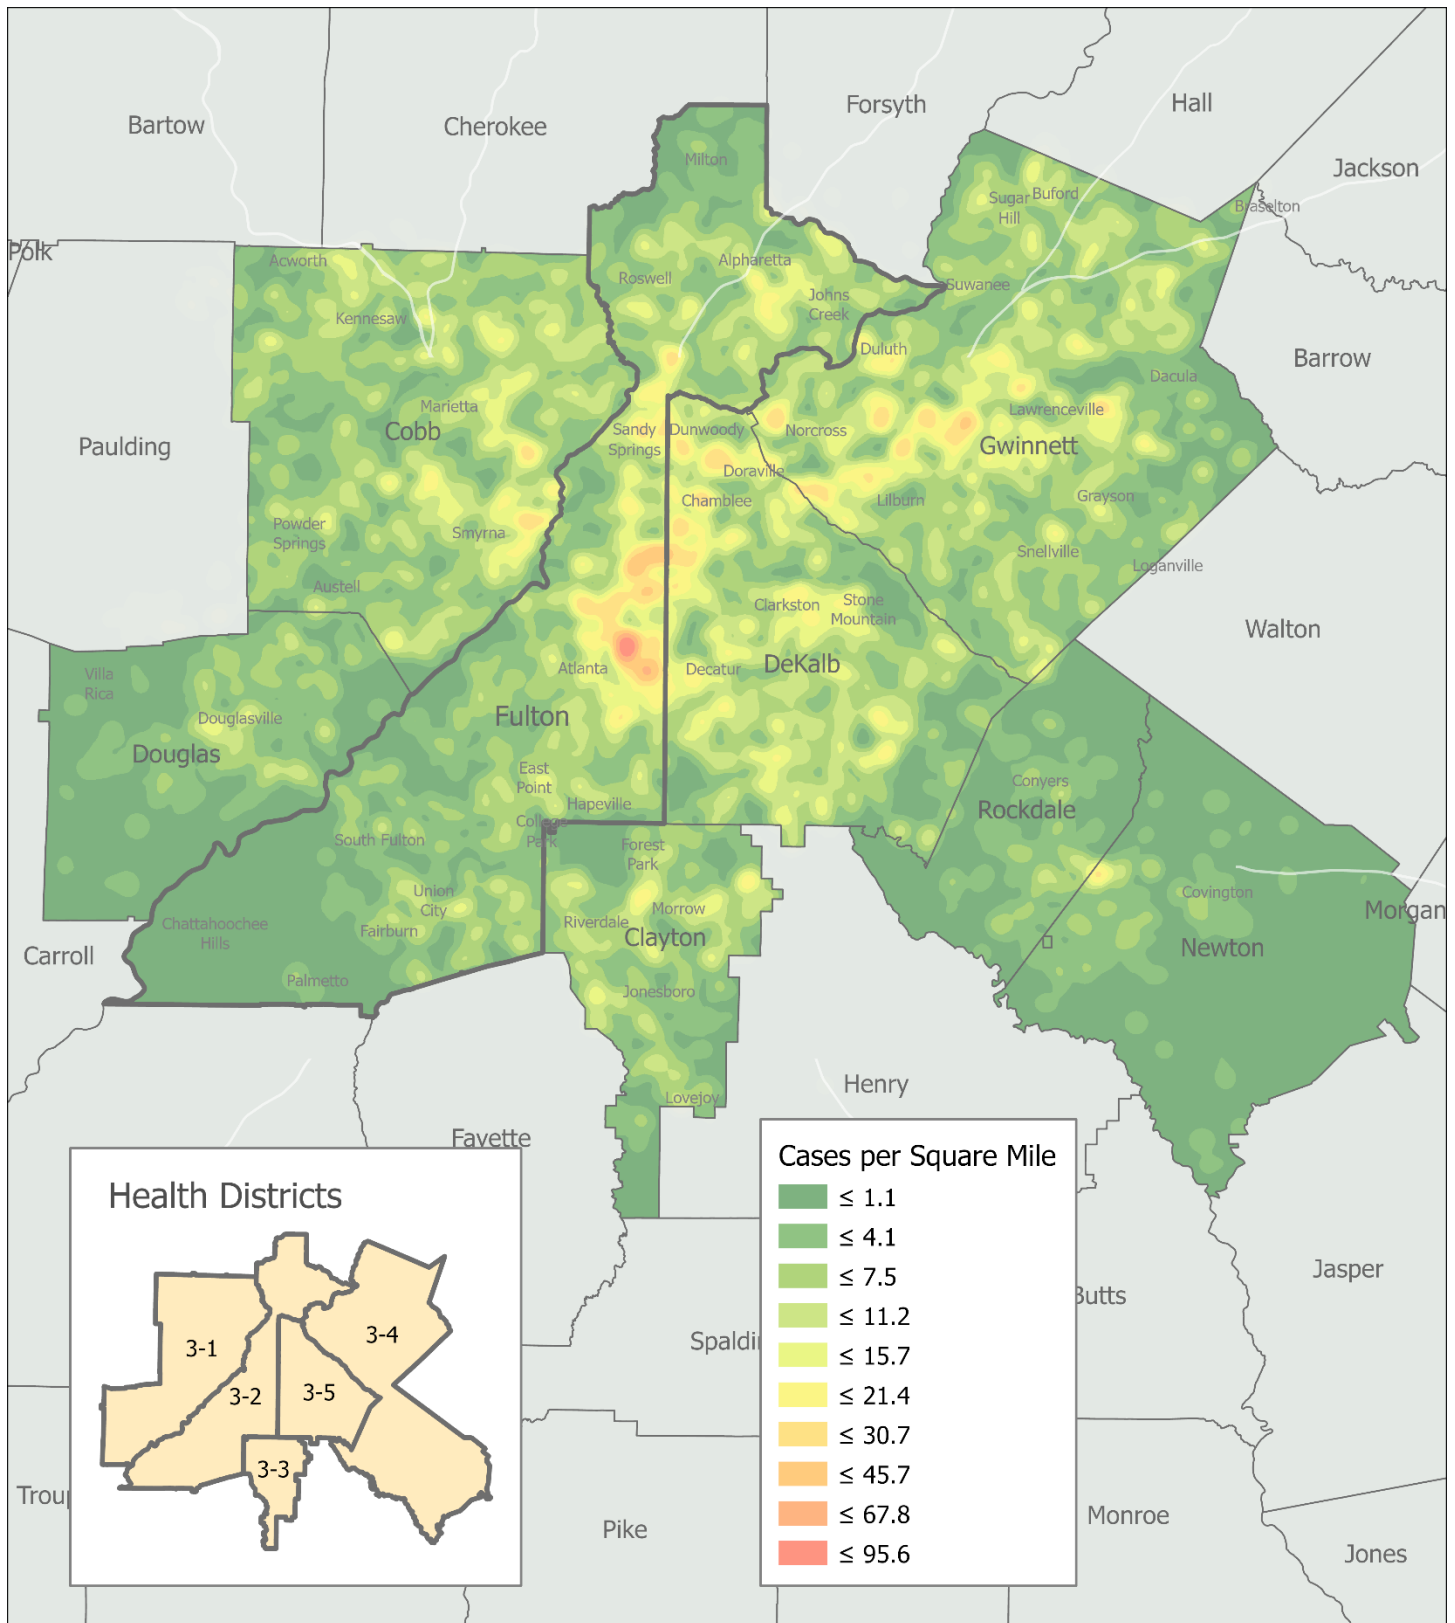 Forsyth
Hall
Bartow
Cherokee
Milton
Jackson
Sugar
Hill
Buford
Braselton
Polk
Acworth
Roswell
Alpharetta
Suwanee
Johns
Creek
Kennesaw
Duluth
Barrow
Dacula
Marietta
Lawrenceville
Cobb
Sandy
Springs
Dunwoody
Norcross
Paulding
Gwinnett
Doraville
Chamblee
Lilburn
Grayson
Powder
Springs
Smyrna
Snellville
Loganville
Austell
Clarkston
Stone
Mountain
Walton
Villa
Rica
Atlanta
Decatur
DeKalb
Douglasville
Fulton
Douglas
East
Point
Hapeville
Conyers
Rockdale
College
Park
South Fulton
Forest
Park
Union
City
Covington
Morgan
Chattahoochee
Hills
Fairburn
Riverdale
Morrow
Clayton
Newton
Carroll
Palmetto
Jonesboro
Henry
Lovejoy
Fayette
Cases per Square Mile
≤ 1.1
≤ 4.1
≤ 7.5
≤ 11.2
≤ 15.7
≤ 21.4
≤ 30.7
≤ 45.7
≤ 67.8
≤ 95.6
Health Districts
3-1
3-2
3-3
3-4
3-5
Jasper
Butts
Spaldi
Troup
Pike
Monroe
Jones